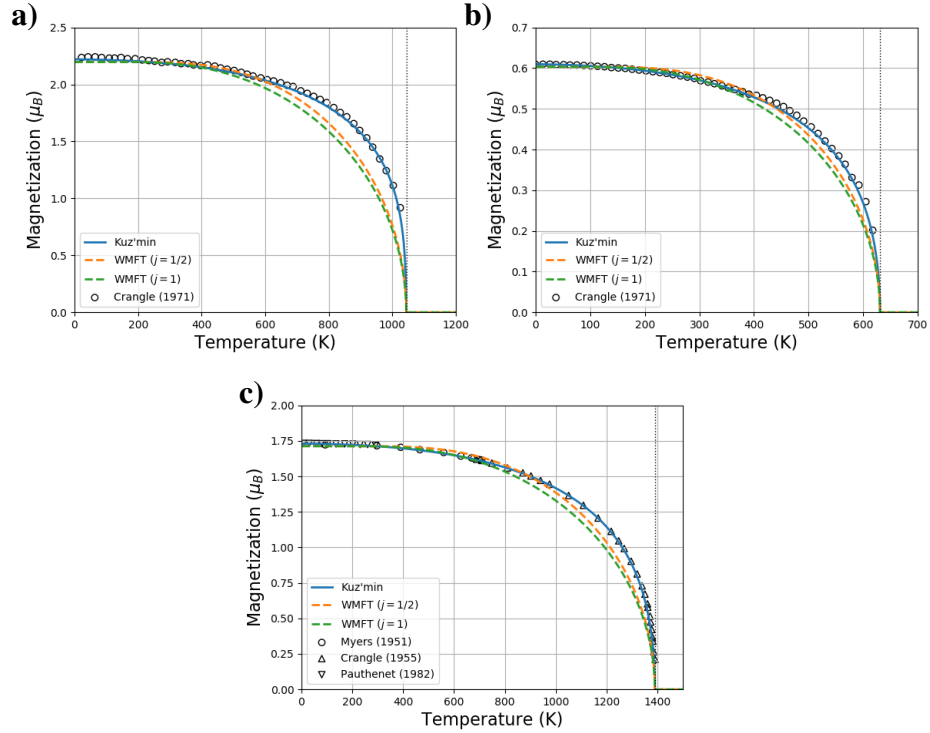 a)
2.5
2.0
1.5
1.0
0.5
0.0
Magnetization (μB)
Kuz'min
WMFT (j = 1/2)
WMFT (j = 1)
Crangle (1971)
0 200 400 600 800 1000 1200
Temperature (K)
b)
0.7
0.6
0.5
0.4
0.3
0.2
0.1
0.0
Magnetization (μB)
Kuz'min
WMFT (j = 1/2)
WMFT (j = 1)
Crangle (1971)
0 100 200 300 400 500 600 700
Temperature (K)
c)
2.00
1.75
1.50
1.25
1.00
0.75
0.50
0.25
0.00
Magnetization (μB)
Kuz'min
WMFT (j = 1/2)
WMFT (j = 1)
Myers (1951)
Crangle (1955)
Pauthenet (1982)
0 200 400 600 800 1000 1200 1400
Temperature (K)